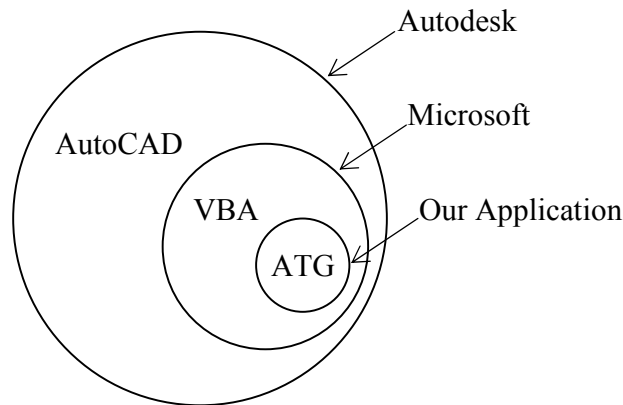 Autodesk
Microsoft
AutoCAD
VBA
Our Application
ATG